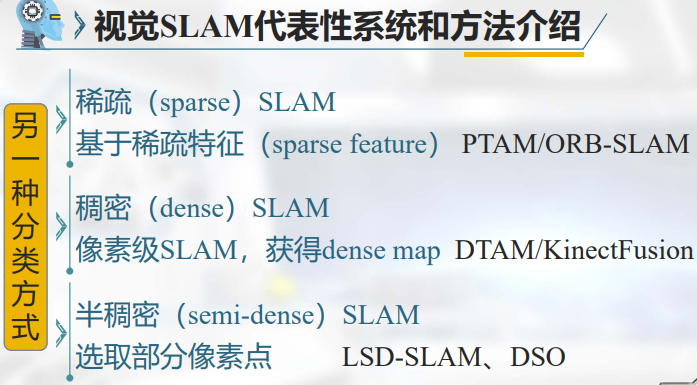 视觉SLAM代表性系统和方法介绍
另一种分类方式
稀疏（sparse）SLAM
基于稀疏特征（sparse feature） PTAM/ORB-SLAM
稠密（dense）SLAM
像素级SLAM，获得dense map DTAM/KinectFusion
半稠密（semi-dense）SLAM
选取部分像素点 LSD-SLAM、DSO